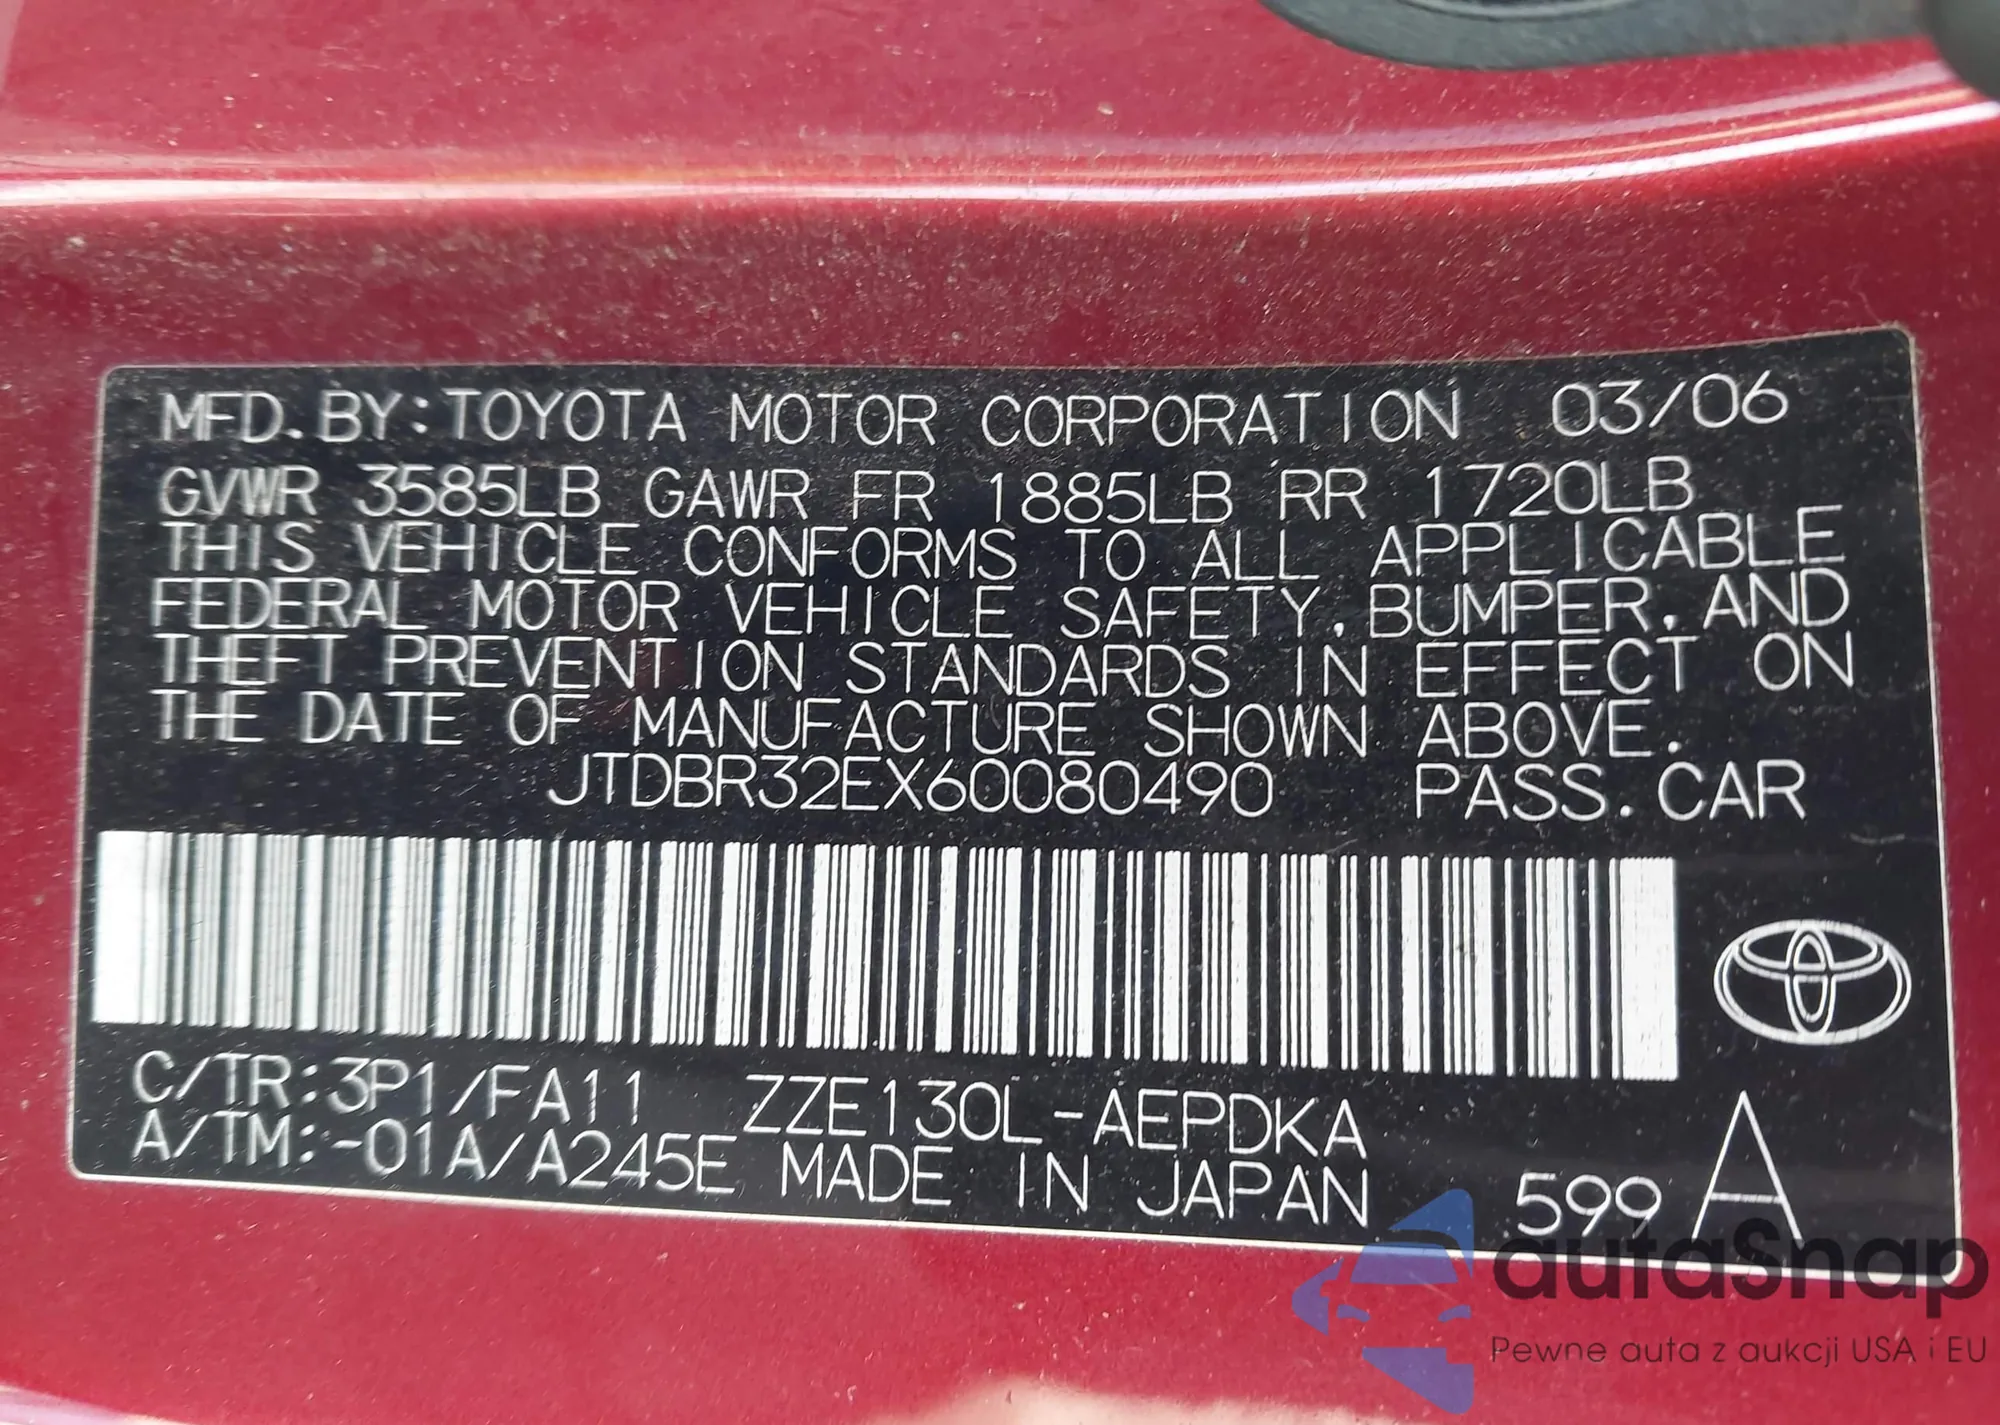 MFD.BY:TOYOTA MOTOR CORPORATION 03/06
GVWR 3585LB GAWR FR 1885LB RR 1720LB
THIS VEHICLE CONFORMS TO ALL APPLICABLE
FEDERAL MOTOR VEHICLE SAFETY,BUMPER,AND
THEFT PREVENTION STANDARDS IN EFFECT ON
THE DATE OF MANUFACTURE SHOWN ABOVE.
JTDBR32EX60080490 PASS.CAR
C/TR:3P1/FA11 ZZE130L-AEPDKA
A/TM:-01A/A245E MADE IN JAPAN 599 A
autaSnap
Pewne auta z aukcji USA i EU